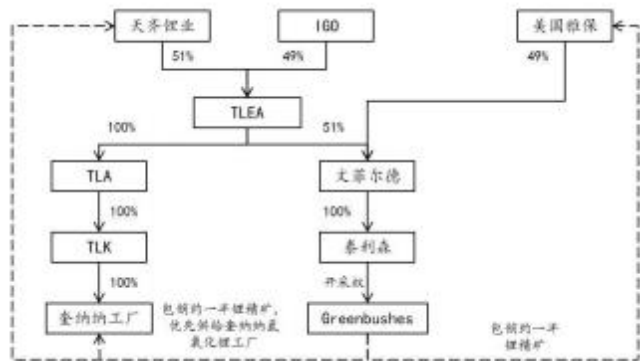 天齐锂业 IGO 美国雅保
51% 49% 49%
TLEA
100% 51%
TLA 文菲尔德
100% 100%
TLK 泰利森
100% 开采权
奎纳纳工厂 包销约一半锂精矿, Greenbushes 包销约一半
优先供给奎纳纳氢 锂精矿
氧化锂工厂